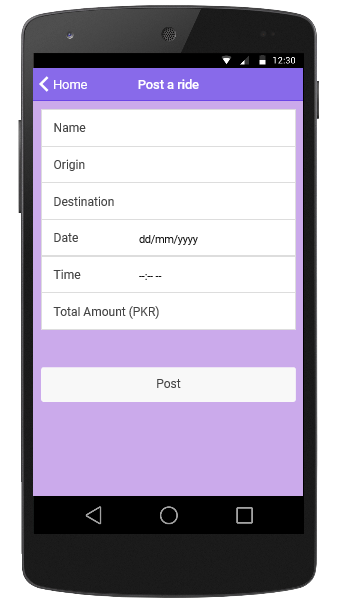 12:30
Home Post a ride
Name
Origin
Destination
Date dd/mm/yyyy
Time --:-- --
Total Amount (PKR)
Post